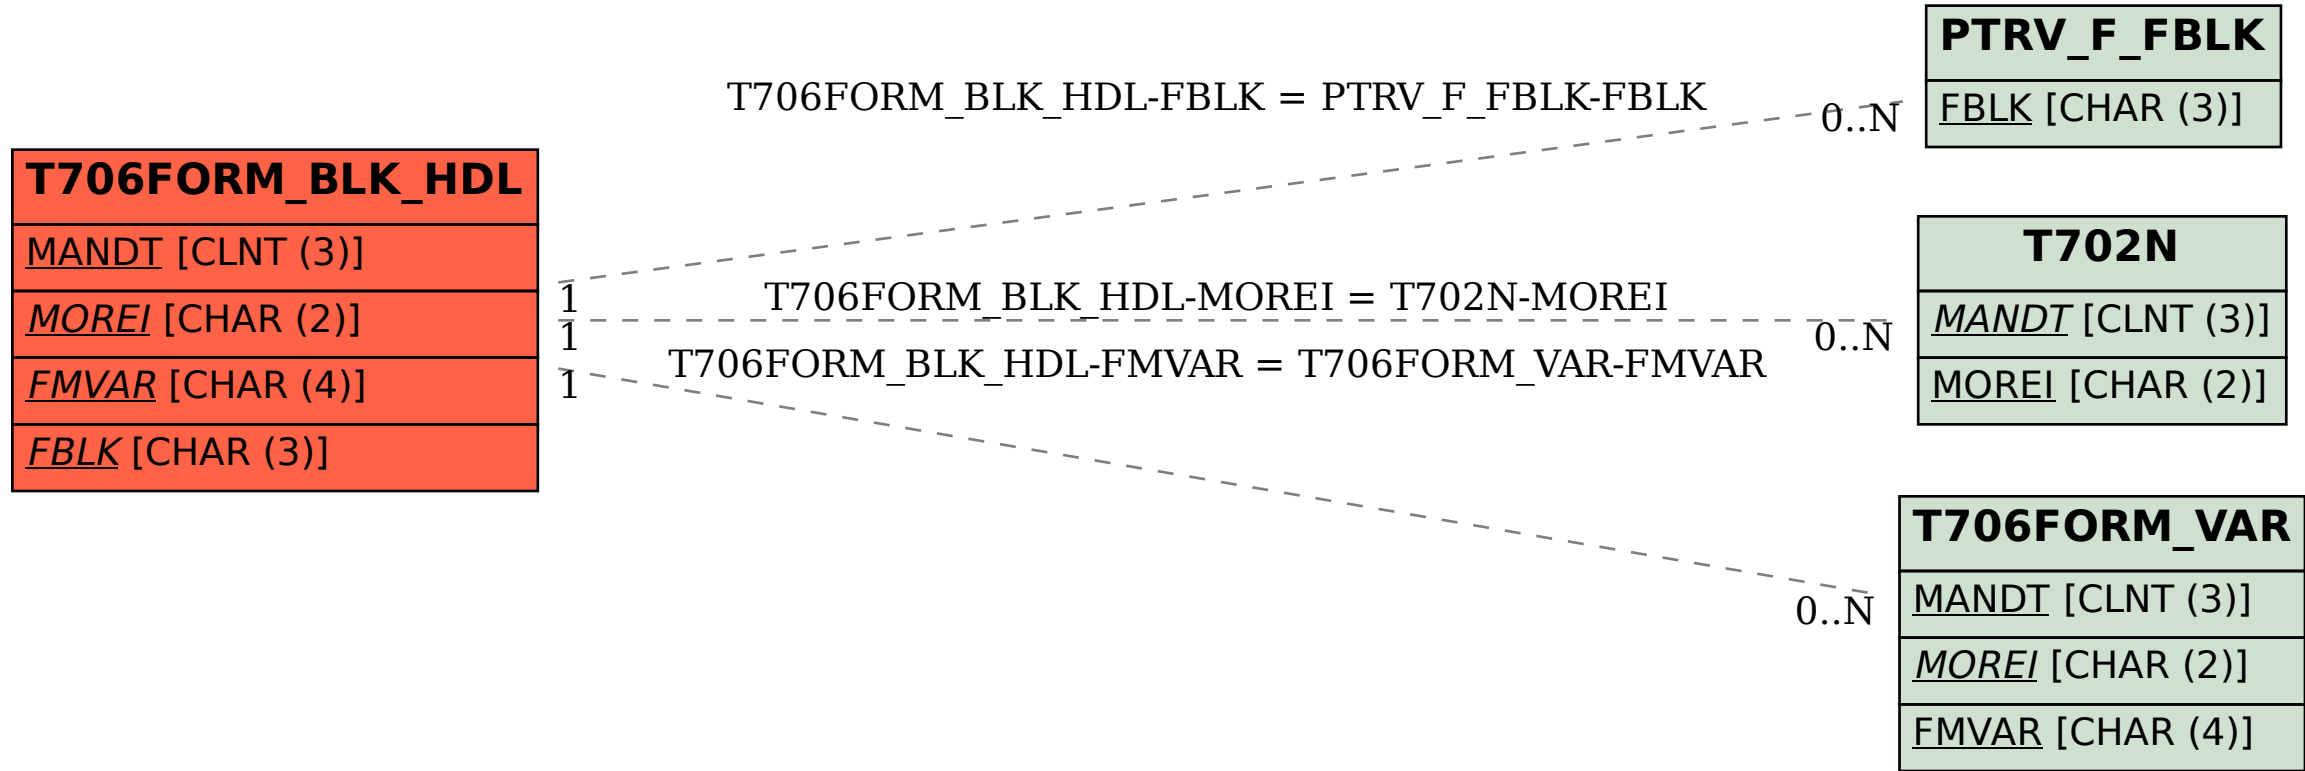 T706FORM_BLK_HDL
MANDT [CLNT (3)]
MOREI [CHAR (2)]
FMVAR [CHAR (4)]
FBLK [CHAR (3)]
T706FORM_BLK_HDL-FBLK = PTRV_F_FBLK-FBLK
1
0..N
T706FORM_BLK_HDL-MOREI = T702N-MOREI
1
0..N
T706FORM_BLK_HDL-FMVAR = T706FORM_VAR-FMVAR
1
0..N
PTRV_F_FBLK
FBLK [CHAR (3)]
T702N
MANDT [CLNT (3)]
MOREI [CHAR (2)]
T706FORM_VAR
MANDT [CLNT (3)]
MOREI [CHAR (2)]
FMVAR [CHAR (4)]